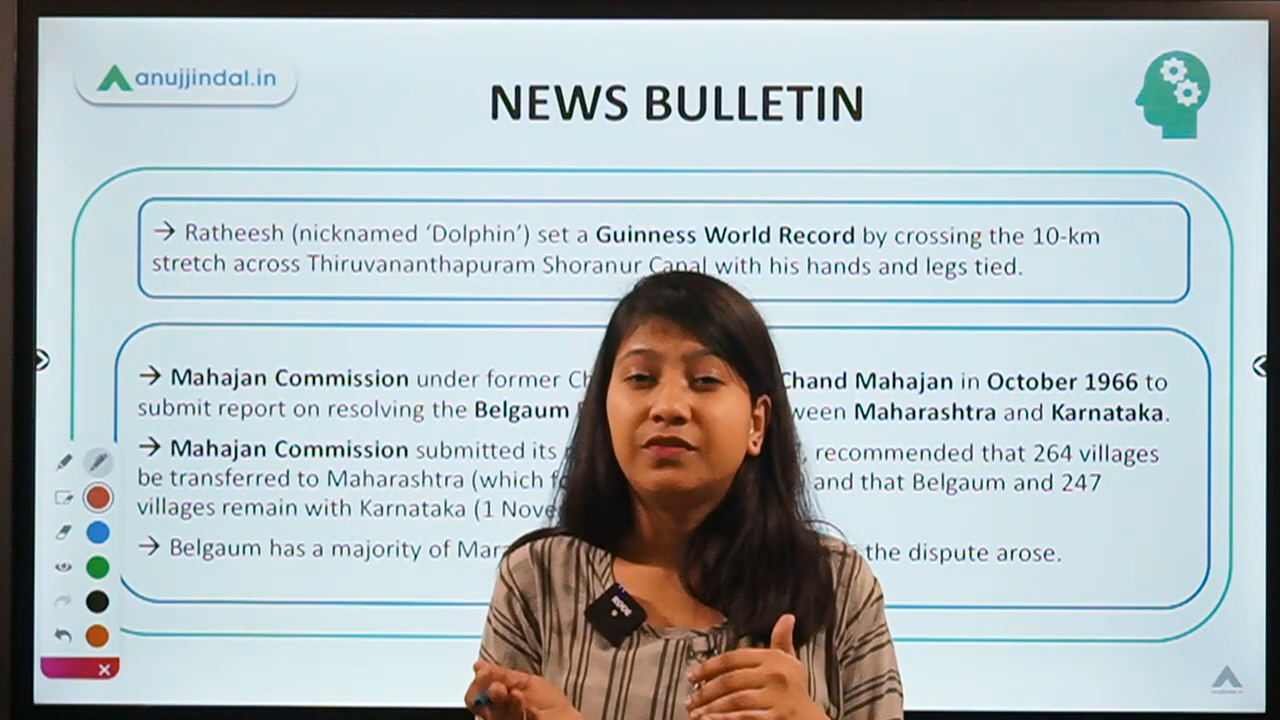 anujjindal.in
NEWS BULLETIN
→ Ratheesh (nicknamed ‘Dolphin’) set a Guinness World Record by crossing the 10-km
stretch across Thiruvananthapuram Shoranur Canal with his hands and legs tied.
→ Mahajan Commission under former Chand Mahajan in October 1966 to
submit report on resolving the Belgaum Maharashtra and Karnataka.
→ Mahajan Commission submitted its recommended that 264 villages
be transferred to Maharashtra (which and that Belgaum and 247
villages remain with Karnataka (1
→ Belgaum has a majority of the dispute arose.